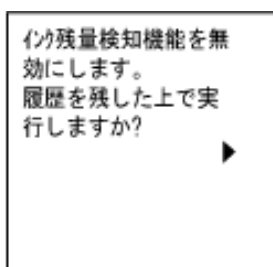 ｲﾝｸ残量検知機能を無
効にします。
履歴を残した上で実
行しますか?